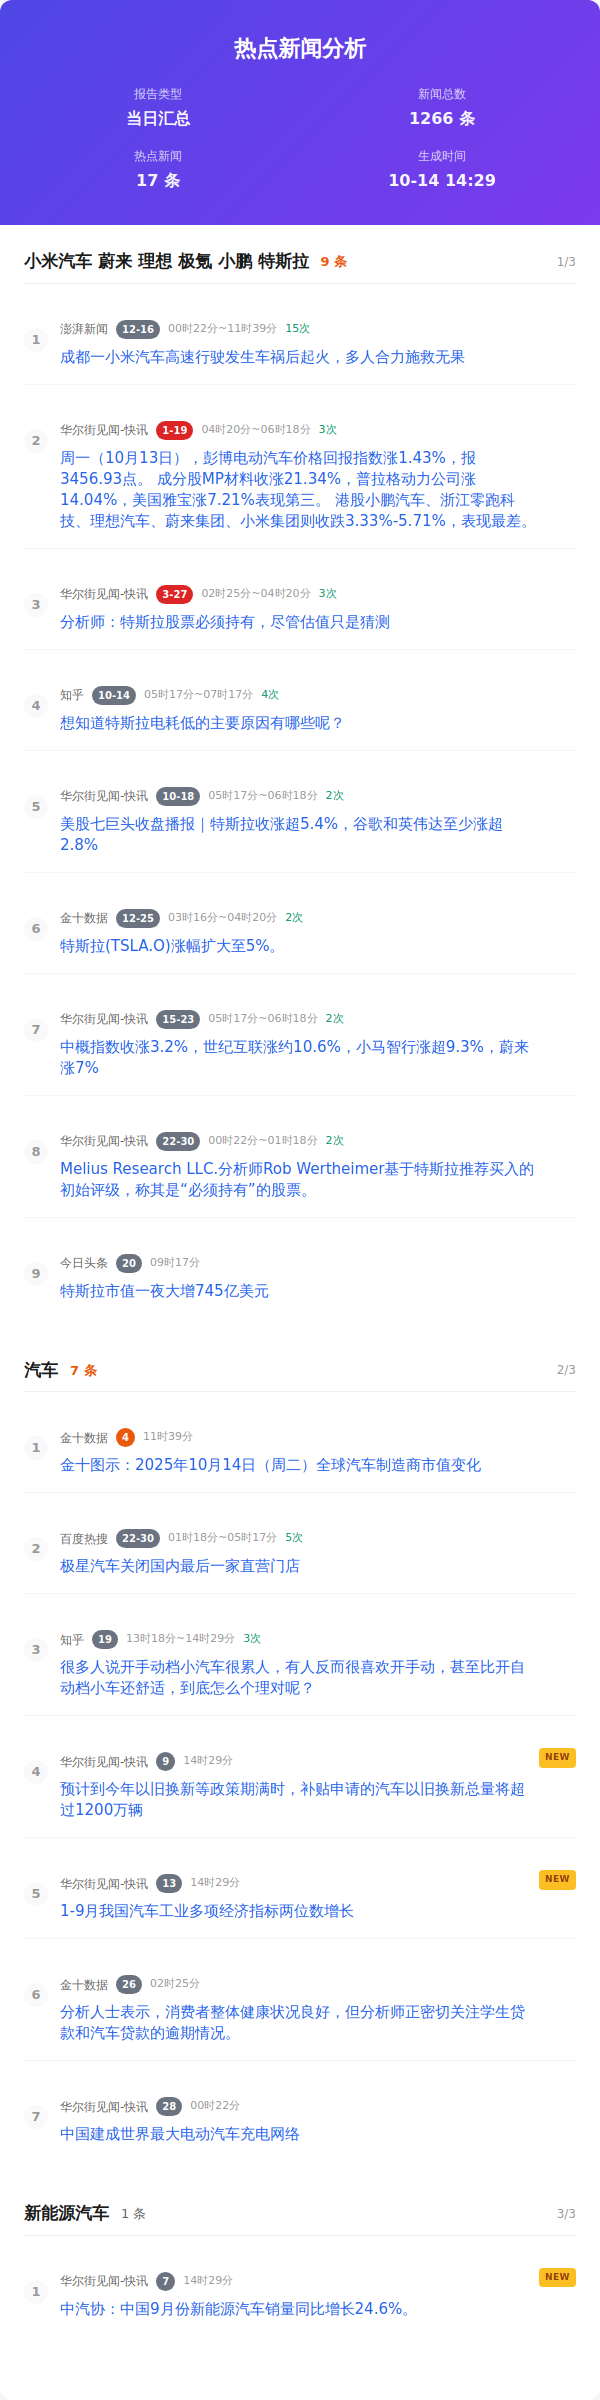 热点新闻分析
报告类型
新闻总数
当日汇总
1266 条
热点新闻
生成时间
17 条
10-14 14:29
小米汽车 蔚来 理想 极氪 小鹏 特斯拉 9 条 1/3
1
澎湃新闻 12-16 00时22分~11时39分 15次
成都一小米汽车高速行驶发生车祸后起火，多人合力施救无果
2
华尔街见闻-快讯 1-19 04时20分~06时18分 3次
周一（10月13日），彭博电动汽车价格回报指数涨1.43%，报
3456.93点。 成分股MP材料收涨21.34%，普拉格动力公司涨
14.04%，美国雅宝涨7.21%表现第三。 港股小鹏汽车、浙江零跑科
技、理想汽车、蔚来集团、小米集团则收跌3.33%-5.71%，表现最差。
3
华尔街见闻-快讯 3-27 02时25分~04时20分 3次
分析师：特斯拉股票必须持有，尽管估值只是猜测
4
知乎 10-14 05时17分~07时17分 4次
想知道特斯拉电耗低的主要原因有哪些呢？
5
华尔街见闻-快讯 10-18 05时17分~06时18分 2次
美股七巨头收盘播报｜特斯拉收涨超5.4%，谷歌和英伟达至少涨超
2.8%
6
金十数据 12-25 03时16分~04时20分 2次
特斯拉(TSLA.O)涨幅扩大至5%。
7
华尔街见闻-快讯 15-23 05时17分~06时18分 2次
中概指数收涨3.2%，世纪互联涨约10.6%，小马智行涨超9.3%，蔚来
涨7%
8
华尔街见闻-快讯 22-30 00时22分~01时18分 2次
Melius Research LLC.分析师Rob Wertheimer基于特斯拉推荐买入的
初始评级，称其是“必须持有”的股票。
9
今日头条 20 09时17分
特斯拉市值一夜大增745亿美元
汽车 7 条 2/3
1
金十数据 4 11时39分
金十图示：2025年10月14日（周二）全球汽车制造商市值变化
2
百度热搜 22-30 01时18分~05时17分 5次
极星汽车关闭国内最后一家直营门店
3
知乎 19 13时18分~14时29分 3次
很多人说开手动档小汽车很累人，有人反而很喜欢开手动，甚至比开自
动档小车还舒适，到底怎么个理对呢？
4
华尔街见闻-快讯 9 14时29分 NEW
预计到今年以旧换新等政策期满时，补贴申请的汽车以旧换新总量将超
过1200万辆
5
华尔街见闻-快讯 13 14时29分 NEW
1-9月我国汽车工业多项经济指标两位数增长
6
金十数据 26 02时25分
分析人士表示，消费者整体健康状况良好，但分析师正密切关注学生贷
款和汽车贷款的逾期情况。
7
华尔街见闻-快讯 28 00时22分
中国建成世界最大电动汽车充电网络
新能源汽车 1 条 3/3
1
华尔街见闻-快讯 7 14时29分 NEW
中汽协：中国9月份新能源汽车销量同比增长24.6%。